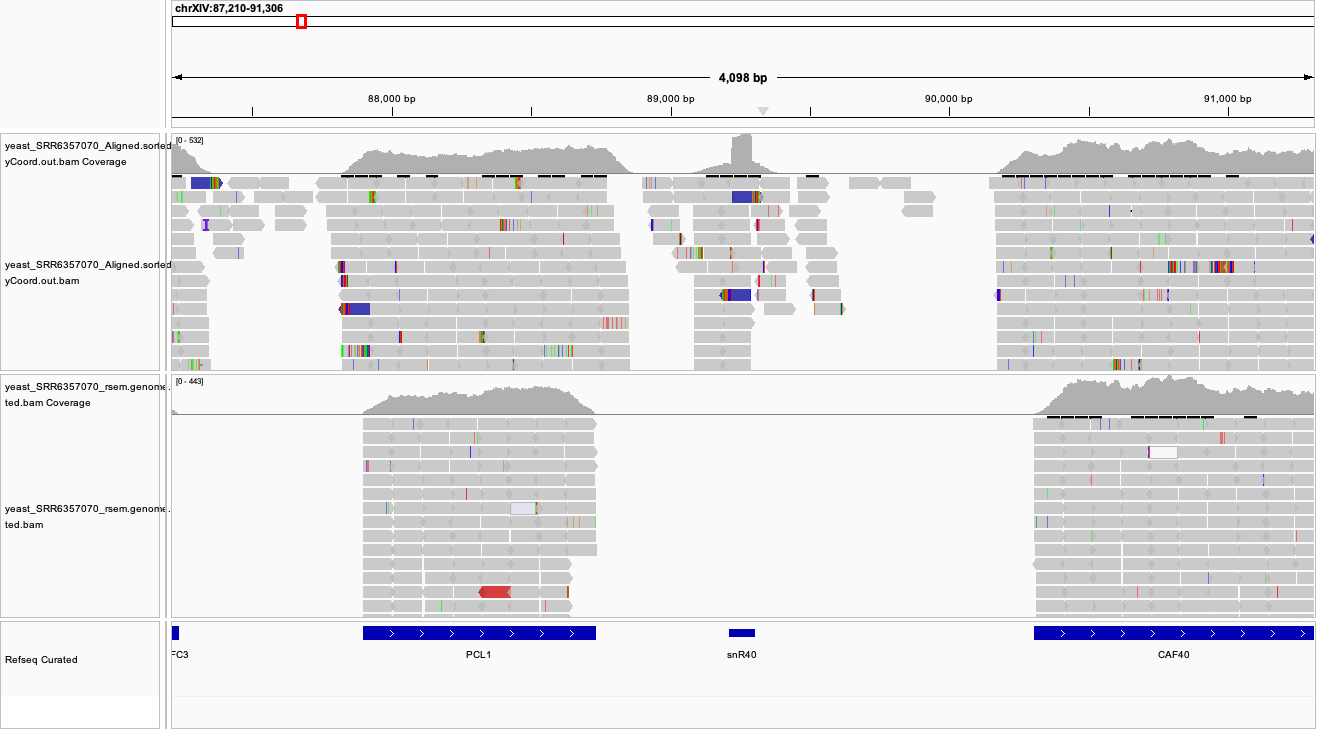 chrXIV:87,210-91,306
4,098 bp
88,000 bp
89,000 bp
90,000 bp
91,000 bp
yeast_SRR6357070_Aligned.sorted
yCoord.out.bam Coverage
[0 - 532]
yeast_SRR6357070_Aligned.sorted
yCoord.out.bam
yeast_SRR6357070_rsem.genome.
ted.bam Coverage
[0 - 443]
yeast_SRR6357070_rsem.genome.
ted.bam
Refseq Curated
FC3
PCL1
snR40
CAF40